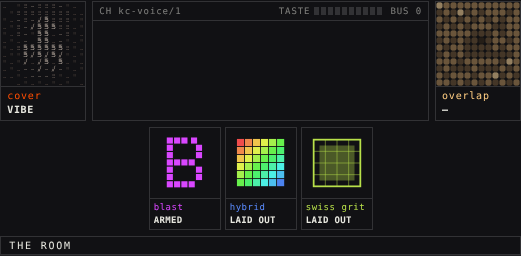 CH kc-voice/1 TASTE BUS 0
cover
VIBE
overlap
—
blast
ARMED
hybrid
LAID OUT
swiss grit
LAID OUT
THE ROOM